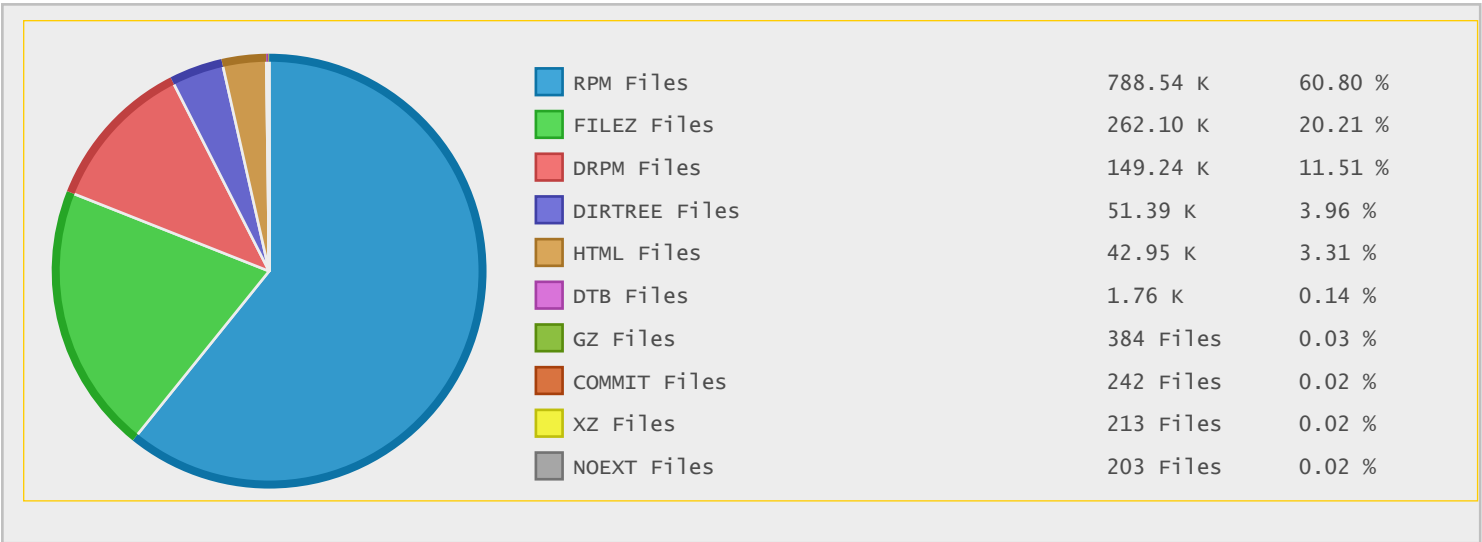 RPM Files 788.54 K 60.80 %
FILEZ Files 262.10 K 20.21 %
DRPM Files 149.24 K 11.51 %
DIRTREE Files 51.39 K 3.96 %
HTML Files 42.95 K 3.31 %
DTB Files 1.76 K 0.14 %
GZ Files 384 Files 0.03 %
COMMIT Files 242 Files 0.02 %
XZ Files 213 Files 0.02 %
NOEXT Files 203 Files 0.02 %